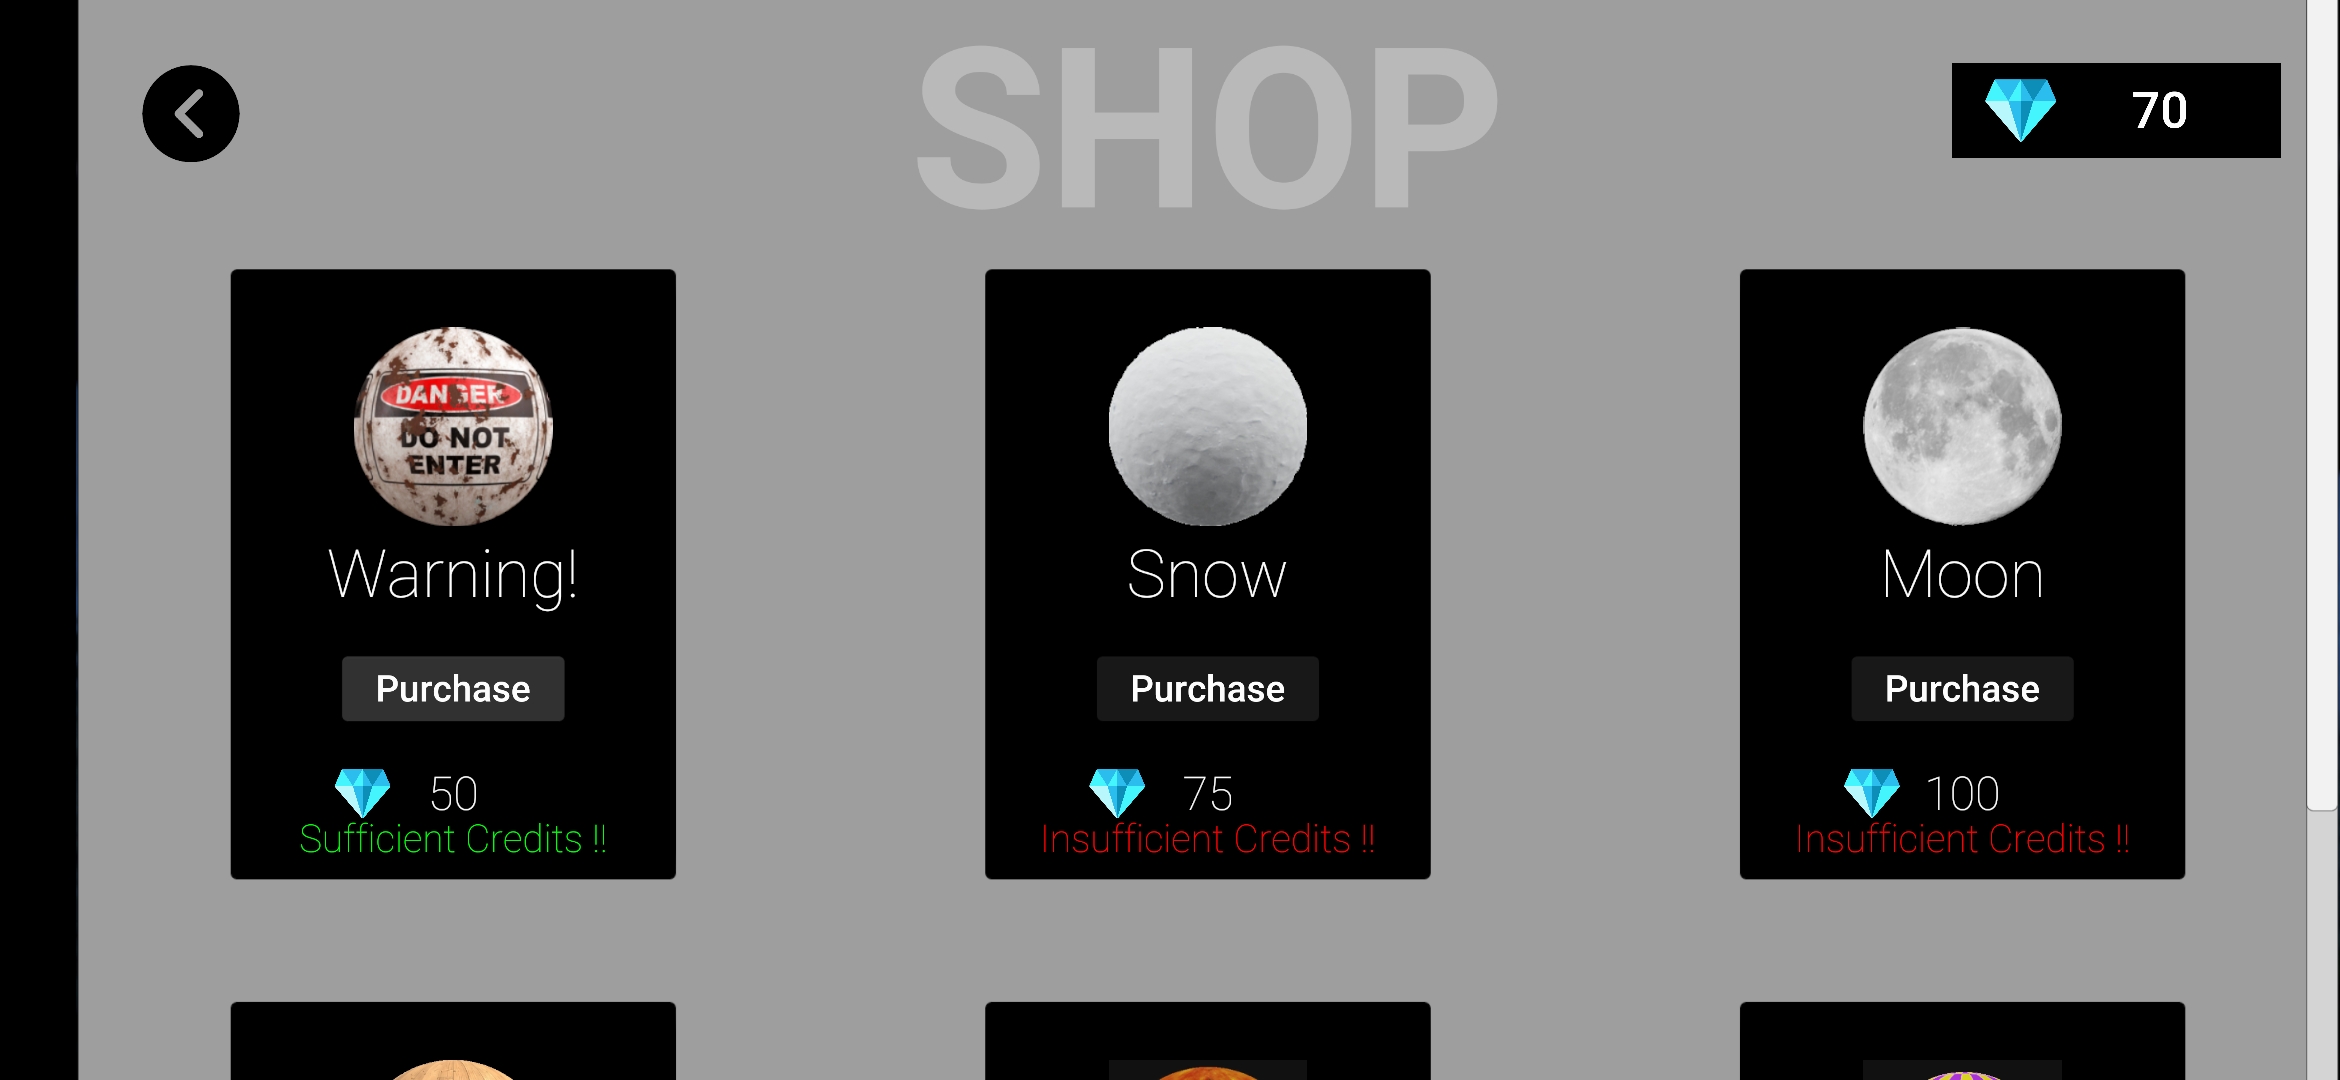 SHOP
70
DANGER
DO NOT
ENTER
Warning!
Purchase
50
Sufficient Credits !!
Snow
Purchase
75
Insufficient Credits !!
Moon
Purchase
100
Insufficient Credits !!